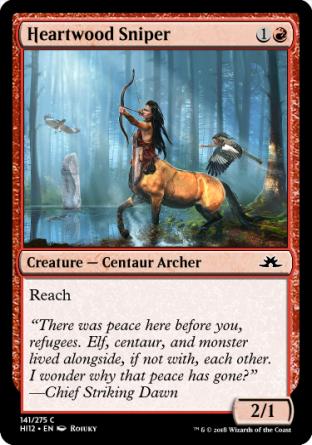 Heartwood Sniper 1
Creature — Centaur Archer
Reach
“There was peace here before you,
refugees. Elf, centaur, and monster
lived alongside, if not with, each other.
I wonder why that peace has gone?”
—Chief Striking Dawn
2/1
141/275 C
HI12 • EN Rojuky
™ & © 2018 Wizards of the Coast